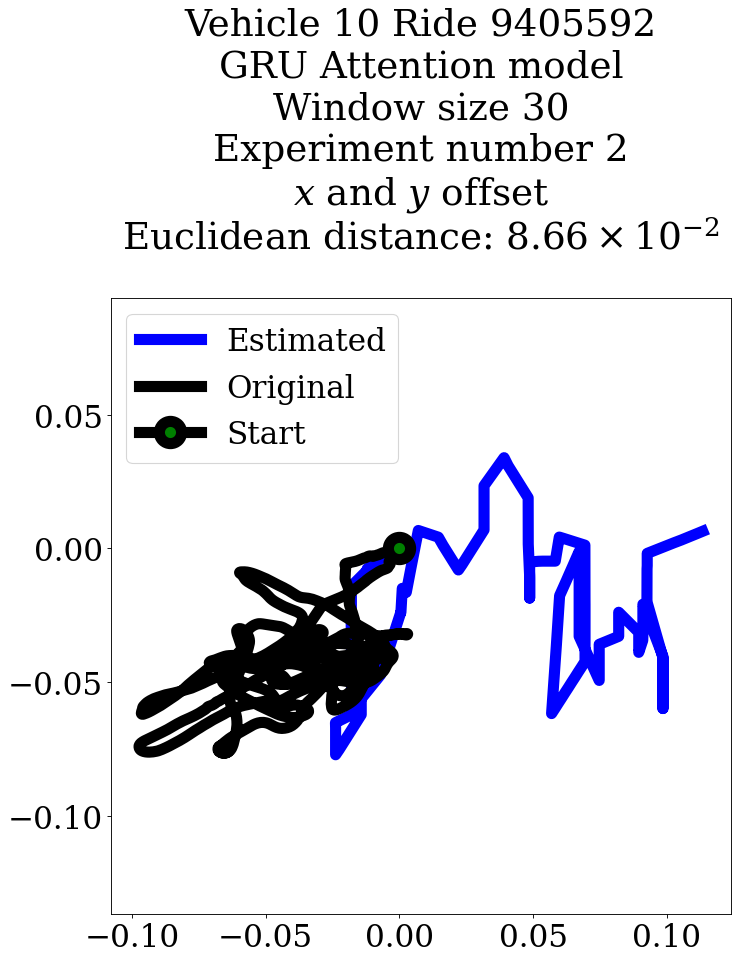 Vehicle 10 Ride 9405592
GRU Attention model
Window size 30
Experiment number 2
x and y offset
Euclidean distance: 8.66 × 10⁻²
Estimated
Original
Start
0.05
0.00
−0.05
−0.10
−0.10 −0.05 0.00 0.05 0.10